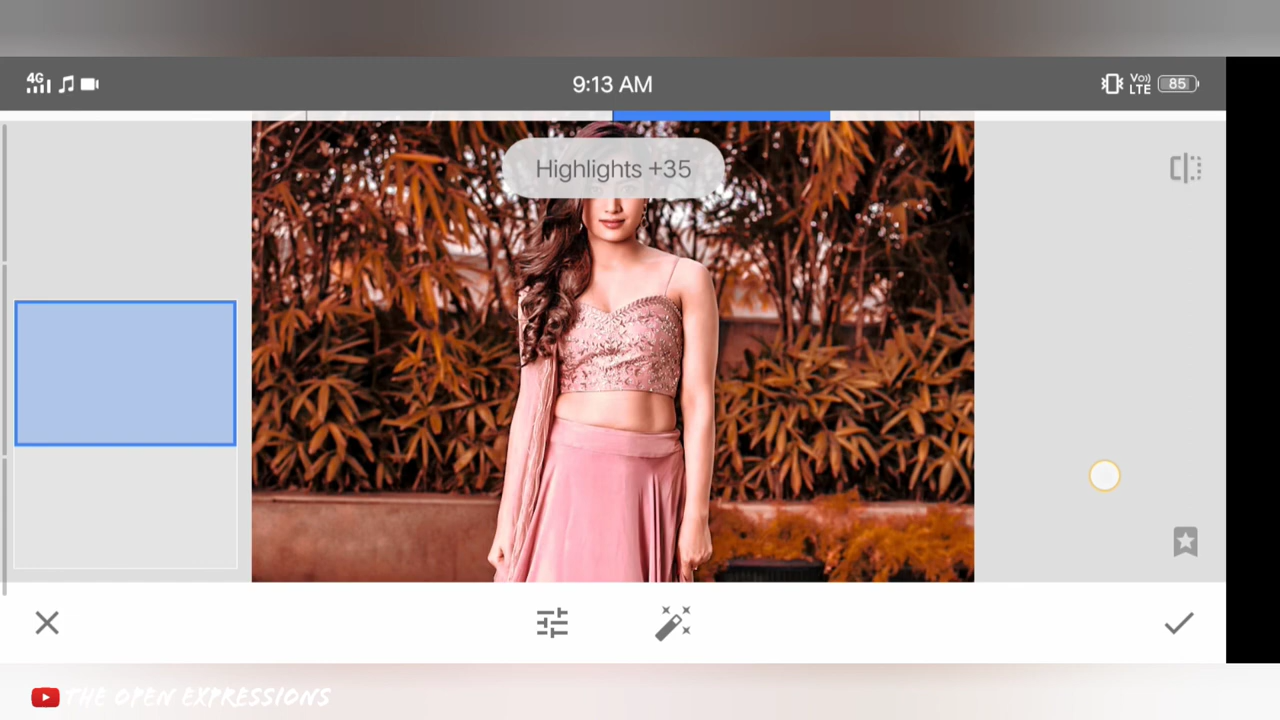 4G 9:13 AM Vo)) LTE 85
Highlights +35
THE OPEN EXPRESSIONS